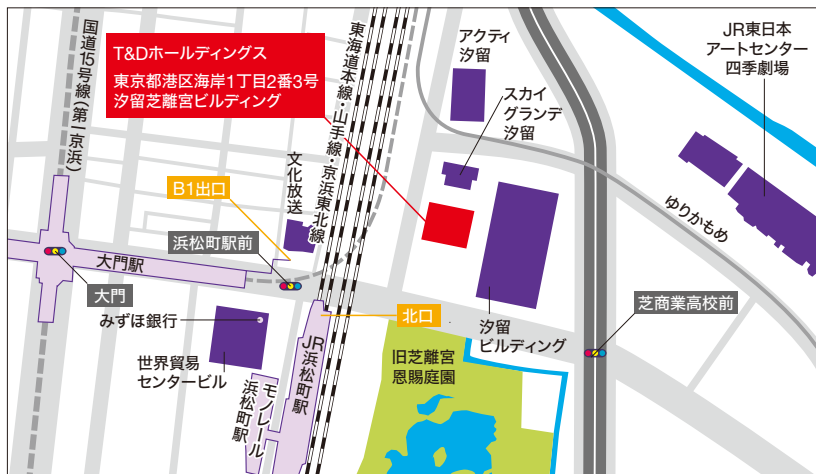 国道15号線(第一京浜)
T&Dホールディングス
東京都港区海岸1丁目2番3号
汐留芝離宮ビルディング
東海道本線・山手線・京浜東北線
アクティ
汐留
JR東日本
アートセンター
四季劇場
スカイ
グランデ
汐留
文化放送
B1出口
ゆりかもめ
浜松町駅前
大門駅
大門
みずほ銀行
北口
汐留
ビルディング
芝商業高校前
世界貿易
センタービル
JR浜松町駅
旧芝離宮
恩賜庭園
モノレール
浜松町駅